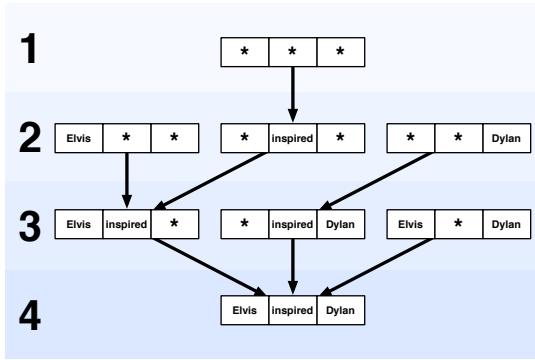 1 * * *
2 Elvis * * * inspired * * * Dylan
3 Elvis inspired * * inspired Dylan Elvis * Dylan
4 Elvis inspired Dylan